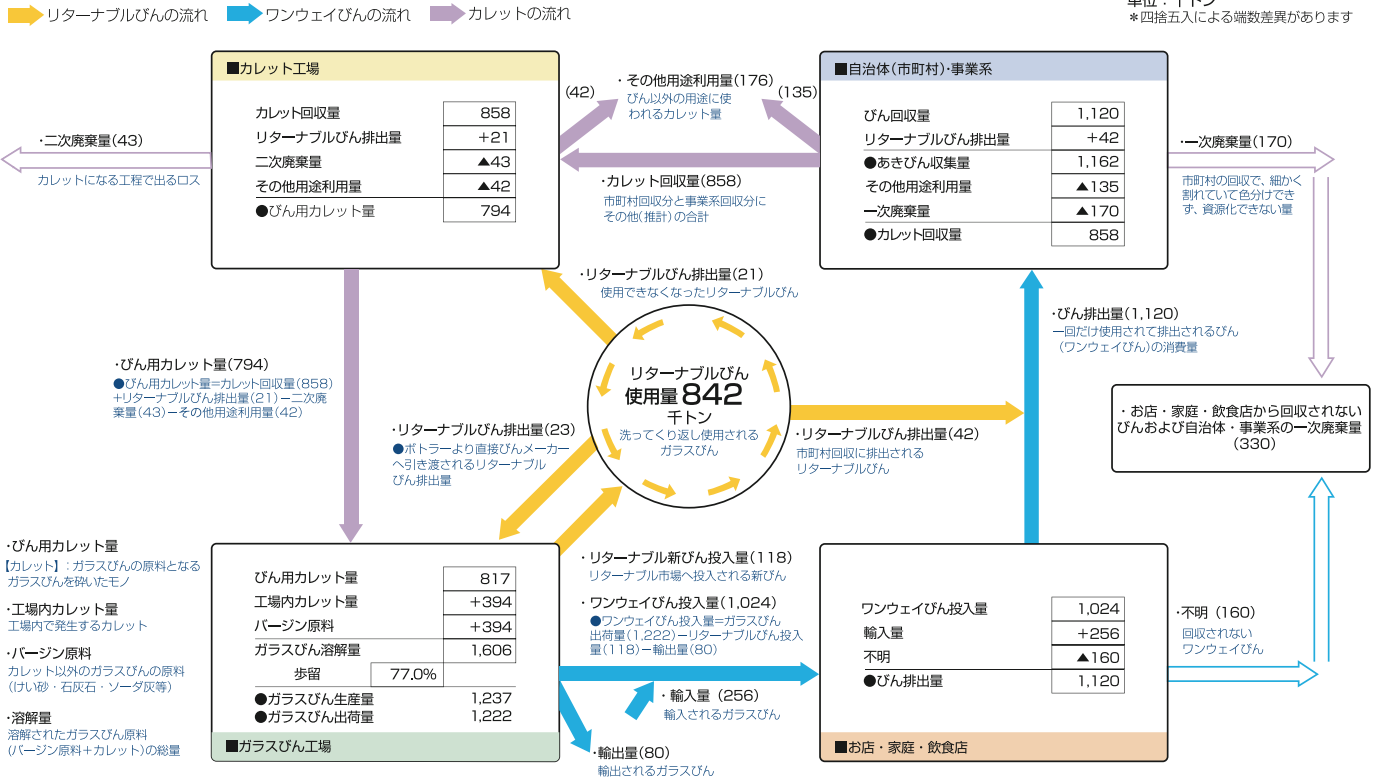 リターナブルびんの流れ
ワンウェイびんの流れ
カレットの流れ
単位：千トン
＊四捨五入による端数差異があります
■カレット工場
カレット回収量 858
リターナブルびん排出量 +21
二次廃棄量 ▲43
その他用途利用量 ▲42
●びん用カレット量 794
・二次廃棄量(43)
カレットになる工程で出るロス
(42)
・その他用途利用量(176)
びん以外の用途に使
われるカレット量
(135)
・カレット回収量(858)
市町村回収分と事業系回収分に
その他(推計)の合計
■自治体(市町村)・事業系
びん回収量 1,120
リターナブルびん排出量 +42
●あきびん収集量 1,162
その他用途利用量 ▲135
一次廃棄量 ▲170
●カレット回収量 858
・一次廃棄量(170)
市町村の回収で、細かく
割れていて色分けでき
ず、資源化できない量
・リターナブルびん排出量(21)
使用できなくなったリターナブルびん
・びん排出量(1,120)
一回だけ使用されて排出されるびん
(ワンウェイびん)の消費量
・びん用カレット量(794)
●びん用カレット量=カレット回収量(858)
+リターナブルびん排出量(21)－二次廃
棄量(43)－その他用途利用量(42)
リターナブルびん
使用量842
千トン
洗ってくり返し使用される
ガラスびん
・リターナブルびん排出量(23)
●ボトラーより直接びんメーカー
へ引き渡されるリターナブル
びん排出量
・リターナブルびん排出量(42)
市町村回収に排出される
リターナブルびん
・お店・家庭・飲食店から回収されない
びんおよび自治体・事業系の一次廃棄量
(330)
・びん用カレット量
【カレット】：ガラスびんの原料となる
ガラスびんを砕いたモノ
・工場内カレット量
工場内で発生するカレット
・バージン原料
カレット以外のガラスびんの原料
(けい砂・石灰石・ソーダ灰等)
・溶解量
溶解されたガラスびん原料
(バージン原料+カレット)の総量
びん用カレット量 817
工場内カレット量 +394
バージン原料 +394
ガラスびん溶解量 1,606
歩留 77.0%
●ガラスびん生産量 1,237
●ガラスびん出荷量 1,222
■ガラスびん工場
・リターナブル新びん投入量(118)
リターナブル市場へ投入される新びん
・ワンウェイびん投入量(1,024)
●ワンウェイびん投入量=ガラスびん
出荷量(1,222)－リターナブルびん投入
量(118)－輸出量(80)
・輸入量 (256)
輸入されるガラスびん
・輸出量(80)
輸出されるガラスびん
ワンウェイびん投入量 1,024
輸入量 +256
不明 ▲160
●びん排出量 1,120
■お店・家庭・飲食店
・不明 (160)
回収されない
ワンウェイびん